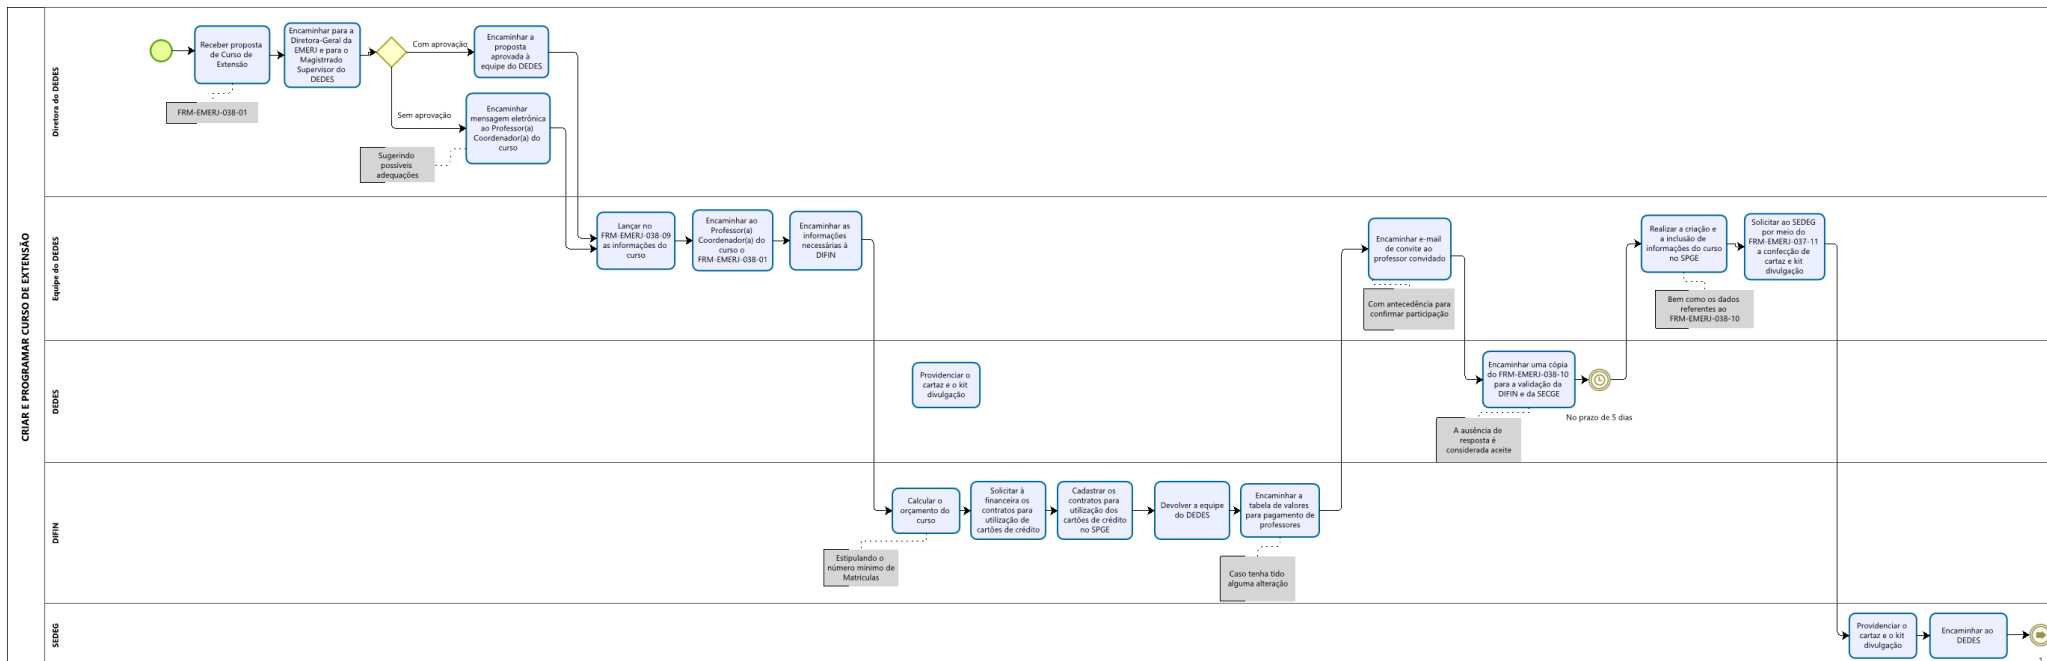 CRIAR E PROGRAMAR CURSO DE EXTENSÃO
Diretora do DEDES
Receber proposta
de Curso de
Extensão
FRM-EMERJ-038-01
Encaminhar para a
Diretora-Geral da
EMERJ e para o
Magistrrado
Supervisor do
DEDES
Com aprovação
Sem aprovação
Encaminhar a
proposta
aprovada à
equipe do DEDES
Encaminhar
mensagem eletrônica
ao Professor(a)
Coordenador(a) do
curso
Sugerindo
possíveis
adequações
Equipe do DEDES
Lançar no
FRM-EMERJ-038-09
as informações do
curso
Encaminhar ao
Professor(a)
Coordenador(a) do
curso o
FRM-EMERJ-038-01
Encaminhar as
informações
necessárias à
DIFIN
Encaminhar e-mail
de convite ao
professor convidado
Com antecedência para
confirmar participação
Realizar a criação e
a inclusão de
informações do curso
no SPGE
Bem como os dados
referentes ao
FRM-EMERJ-038-10
Solicitar ao SEDEG
por meio do
FRM-EMERJ-037-11
a confecção de
cartaz e kit
divulgação
DEDES
Providenciar o
cartaz e o kit
divulgação
Encaminhar uma cópia
do FRM-EMERJ-038-10
para a validação da
DIFIN e da SECGE
No prazo de 5 dias
A ausência de
resposta é
considerada aceite
DIFIN
Calcular o
orçamento do
curso
Estipulando o
número mínimo de
Matriculas
Solicitar à
financeira os
contratos para
utilização de
cartões de crédito
Cadastrar os
contratos para
utilização dos
cartões de crédito
no SPGE
Devolver a equipe
do DEDES
Encaminhar a
tabela de valores
para pagamento de
professores
Caso tenha tido
alguma alteração
SEDEG
Providenciar o
cartaz e o kit
divulgação
Encaminhar ao
DEDES